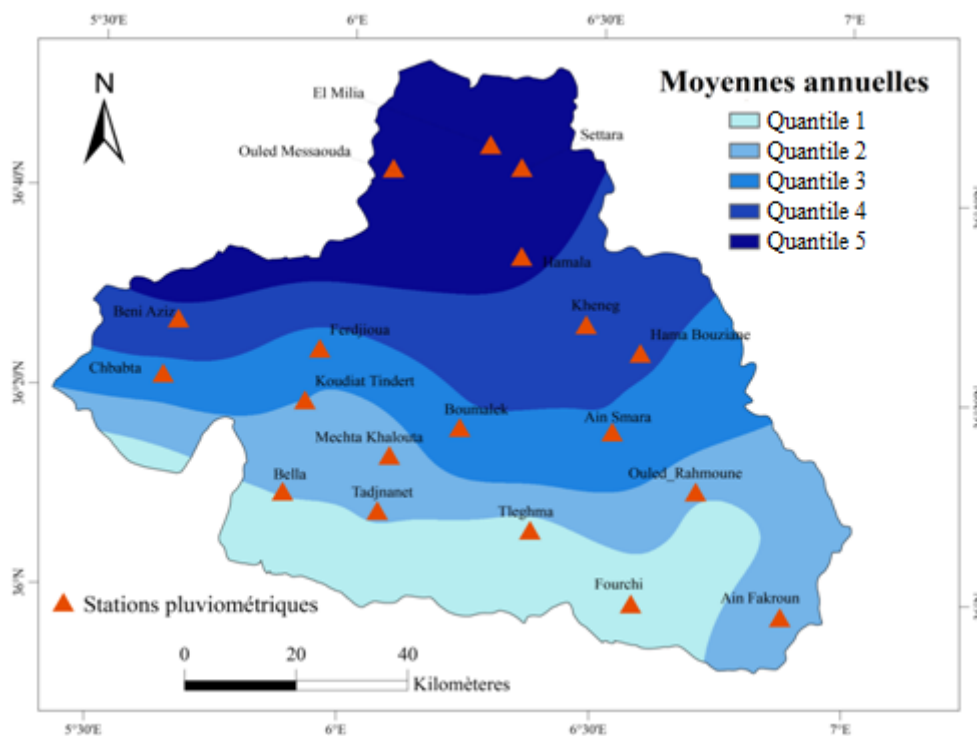 5°30'E 6°E 6°30'E 7°E
N
El Milia
Settara
Ouled Messaouda
Moyennes annuelles
Quantile 1
Quantile 2
Quantile 3
Quantile 4
Quantile 5
36°40'N
Hamala
Beni Aziz
Kheneg
Ferdjioua
Hama Bouziane
Chbabta
36°20'N
Koudiat Tindert
Boumalek
Ain Smara
Mechta Khalouta
Bella
Ouled_Rahmoune
Tadjnanet
Tleghma
36°N
Fourchi
Ain Fakroun
Stations pluviométriques
0 20 40
Kilomèteres
5°30'E 6°E 6°30'E 7°E